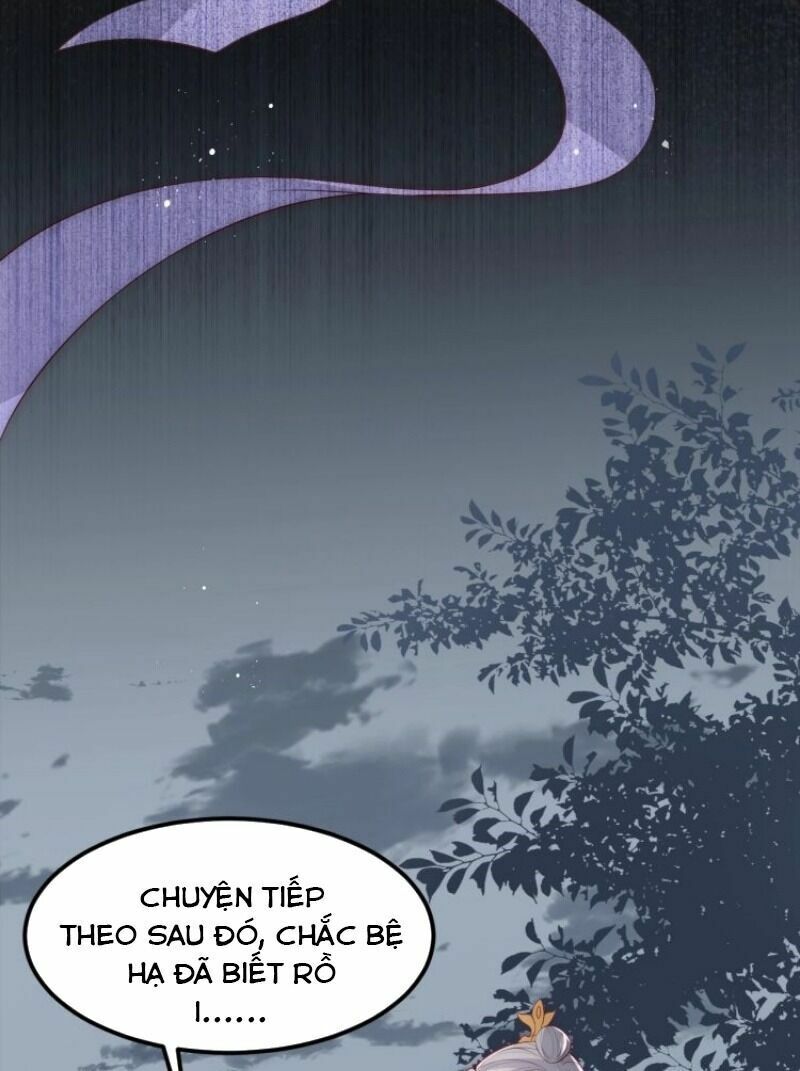 CHUYỆN TIẾP
THEO SAU ĐÓ, CHẮC BỆ
HẠ ĐÃ BIẾT RỒ
I......